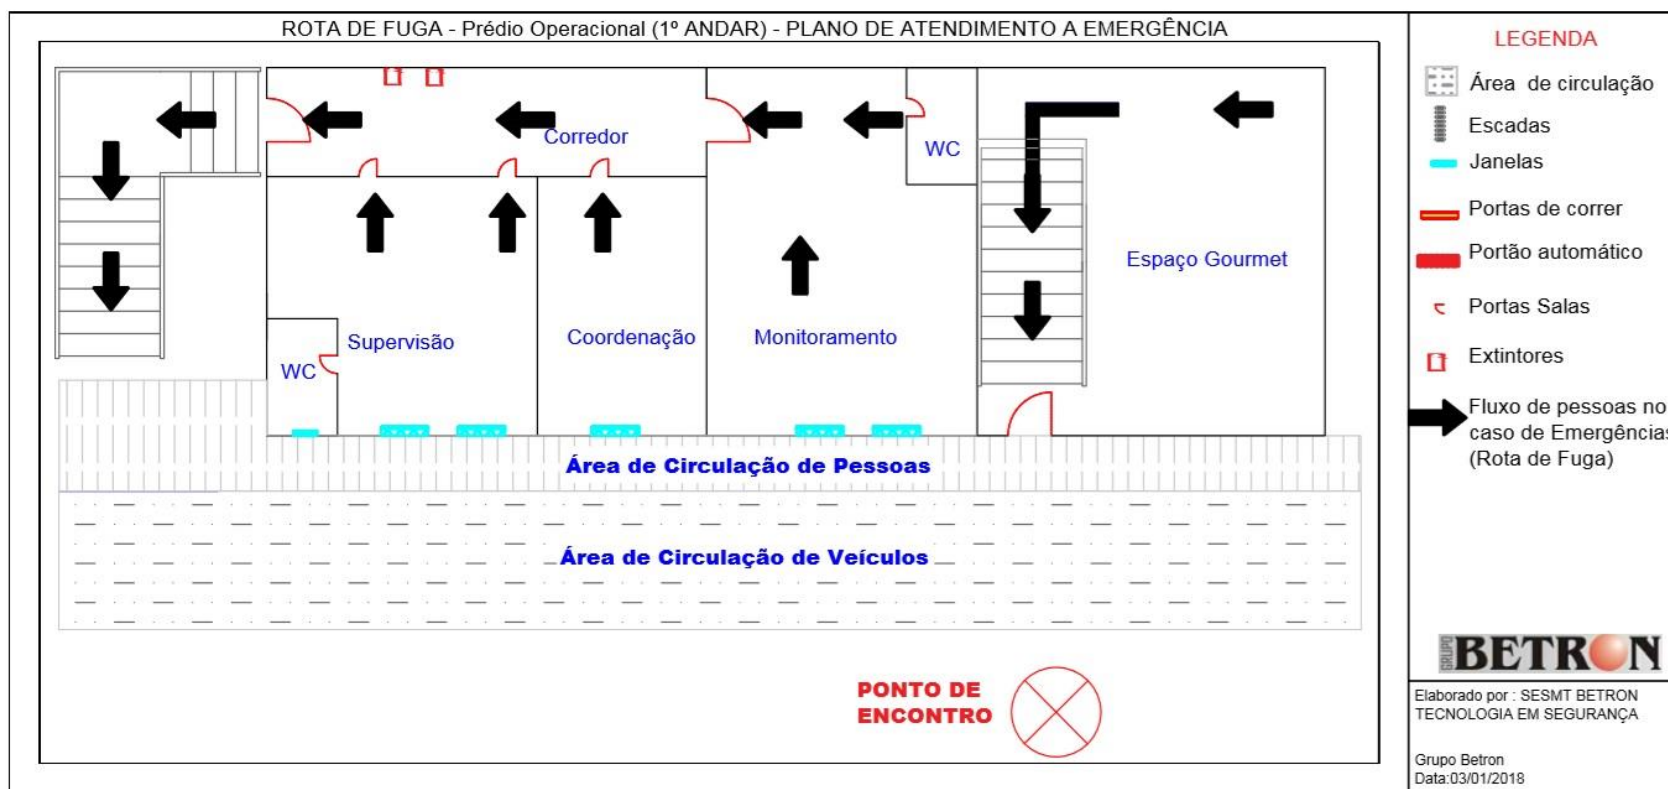 ROTA DE FUGA - Prédio Operacional (1º ANDAR) - PLANO DE ATENDIMENTO A EMERGÊNCIA
Corredor
WC
Espaço Gourmet
Supervisão
Coordenação
Monitoramento
WC
Área de Circulação de Pessoas
Área de Circulação de Veículos
PONTO DE
ENCONTRO
LEGENDA
Área de circulação
Escadas
Janelas
Portas de correr
Portão automático
Portas Salas
Extintores
Fluxo de pessoas no
caso de Emergências
(Rota de Fuga)
GRUPO BETRON
Elaborado por : SESMT BETRON
TECNOLOGIA EM SEGURANÇA
Grupo Betron
Data:03/01/2018